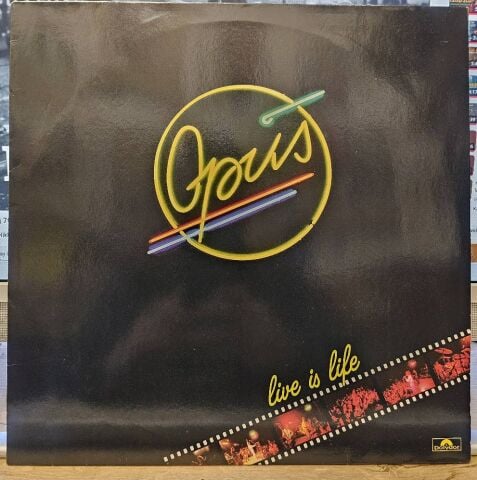 Opus
live is life
Polydor